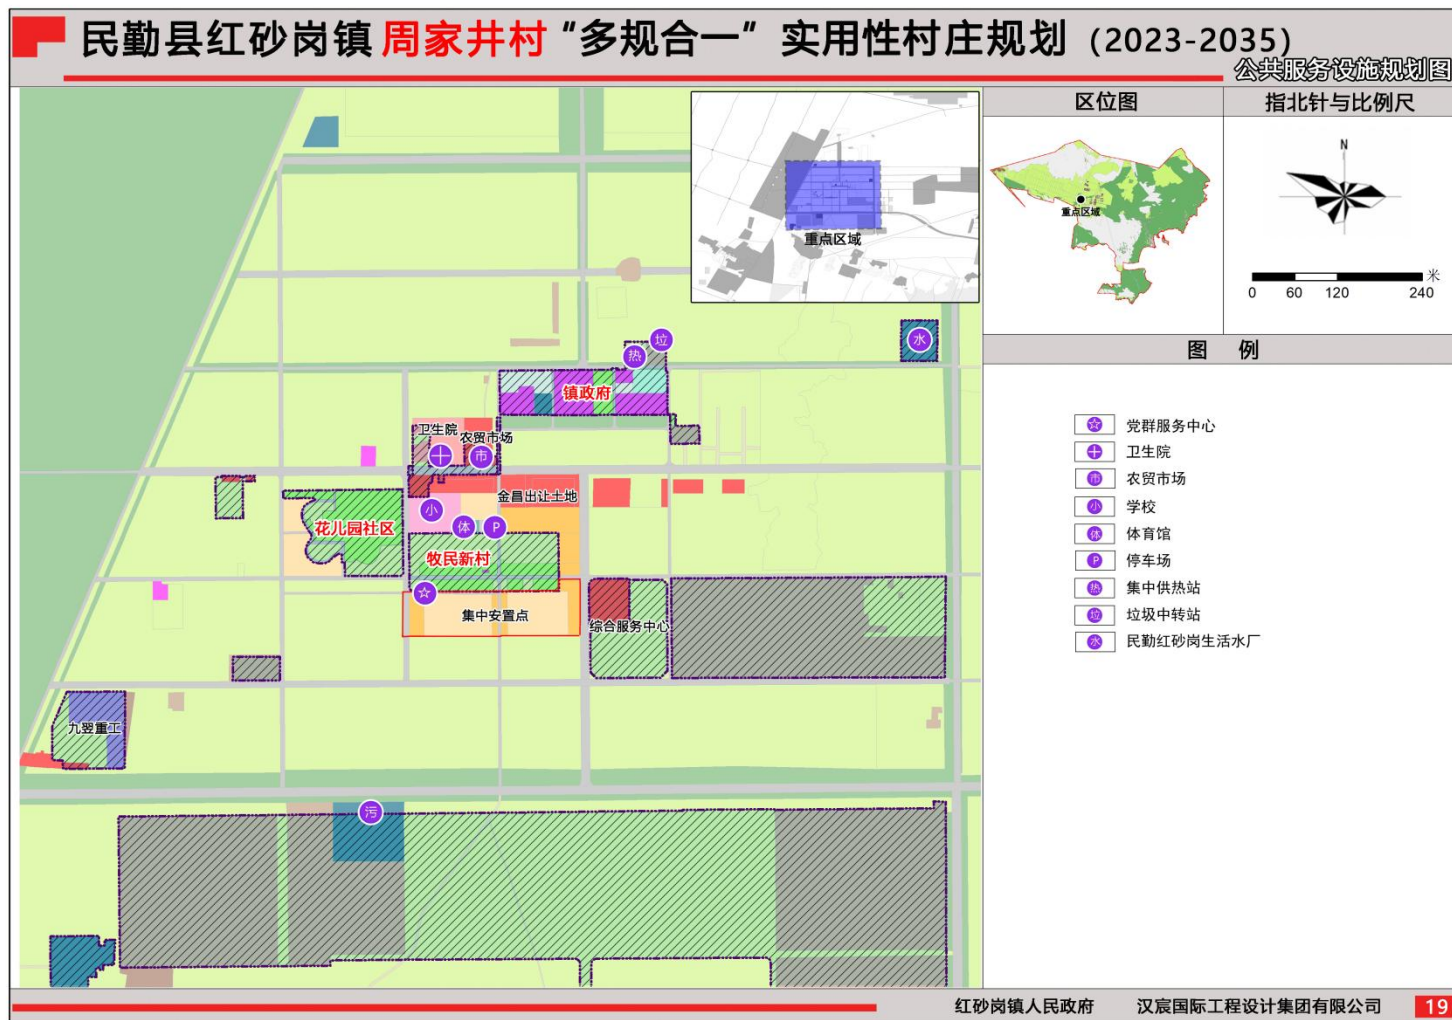 民勤县红砂岗镇周家井村“多规合一”实用性村庄规划（2023-2035）
公共服务设施规划图
区位图
指北针与比例尺
重点区域
重点区域
N
米
0 60 120 240
图 例
党群服务中心
卫生院
市 农贸市场
小 学校
体 体育馆
P 停车场
热 集中供热站
垃 垃圾中转站
水 民勤红砂岗生活水厂
垃
热
水
镇政府
卫生院
农贸市场
市
金昌出让土地
小
体
P
花儿园社区
牧民新村
集中安置点
综合服务中心
九翌重工
污
红砂岗镇人民政府
汉宸国际工程设计集团有限公司
19